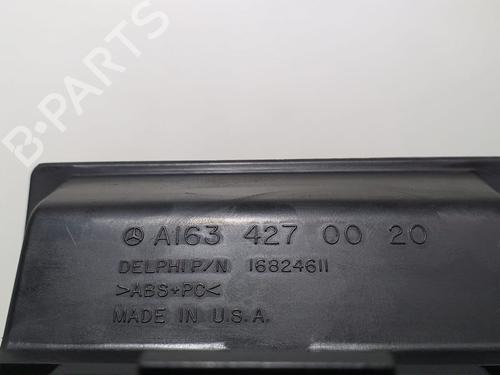 B-PARTS
A163 427 00 20
DELPHI P/N 16824611
>ABS+PC<
MADE IN U.S.A.